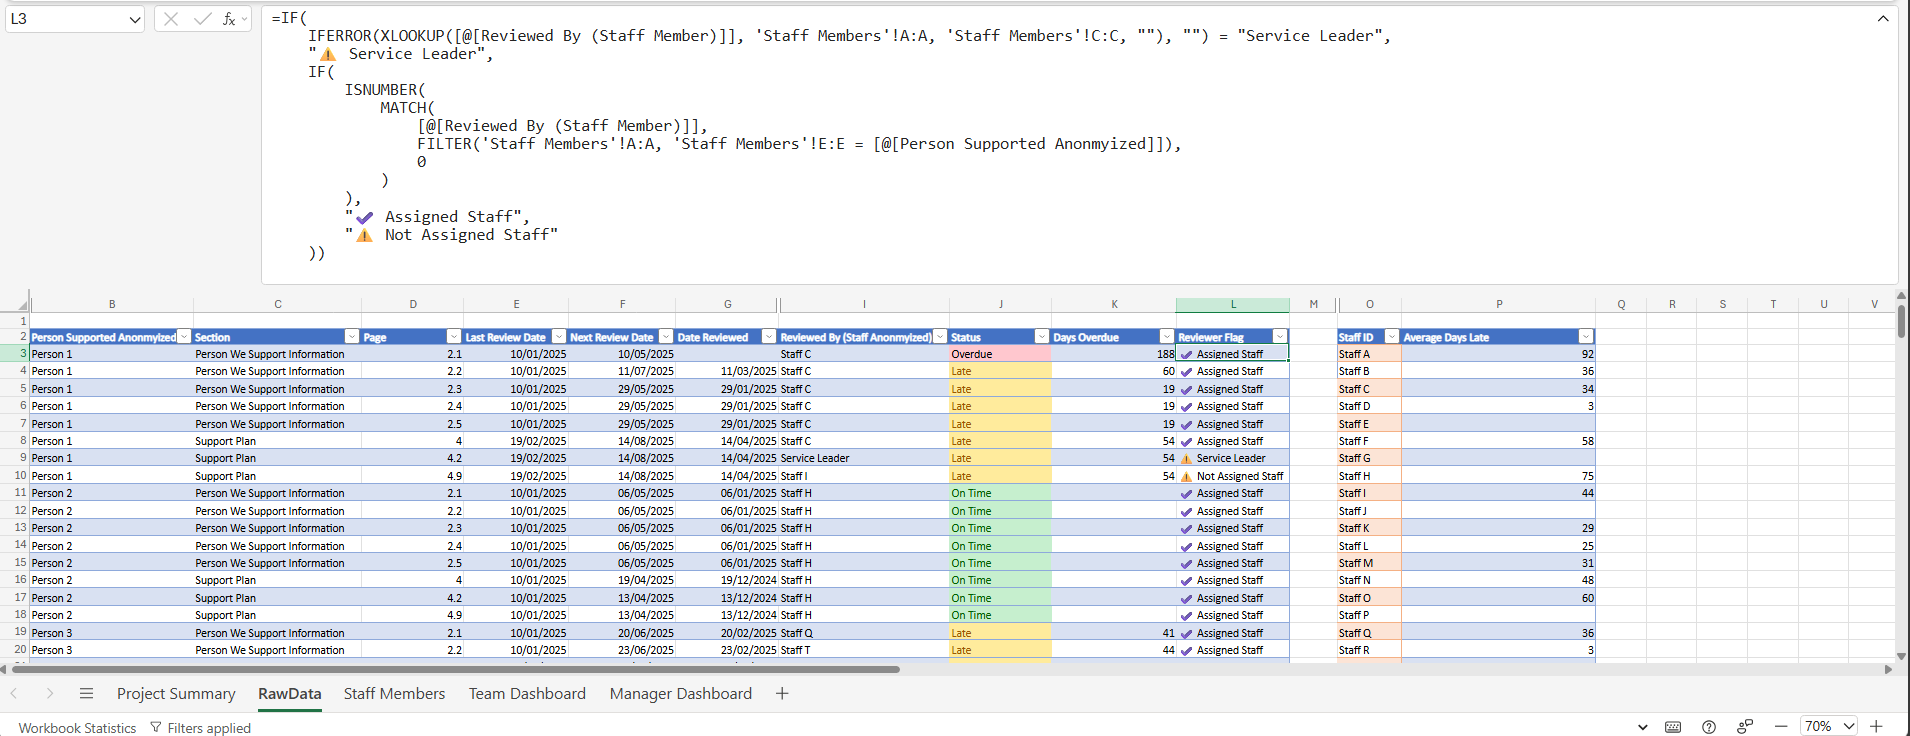 L3
fx
=IF(
IFERROR(XLOOKUP([@[Reviewed By (Staff Member)]], 'Staff Members'!A:A, 'Staff Members'!C:C, ""), "") = "Service Leader",
"⚠️ Service Leader",
IF(
ISNUMBER(
MATCH(
[@[Reviewed By (Staff Member)]],
FILTER('Staff Members'!A:A, 'Staff Members'!E:E = [@[Person Supported Anonmyized]]),
0
)
),
"✔️ Assigned Staff",
"⚠️ Not Assigned Staff"
))
B C D E F G I J K L M O P Q R S T U V
1
2 Person Supported Anonmyized Section Page Last Review Date Next Review Date Date Reviewed Reviewed By (Staff Anonmyized) Status Days Overdue Reviewer Flag Staff ID Average Days Late
3 Person 1 Person We Support Information 2.1 10/01/2025 10/05/2025 Staff C Overdue 188 ✔️ Assigned Staff Staff A 92
4 Person 1 Person We Support Information 2.2 10/01/2025 11/07/2025 11/03/2025 Staff C Late 60 ✔️ Assigned Staff Staff B 36
5 Person 1 Person We Support Information 2.3 10/01/2025 29/05/2025 29/01/2025 Staff C Late 19 ✔️ Assigned Staff Staff C 34
6 Person 1 Person We Support Information 2.4 10/01/2025 29/05/2025 29/01/2025 Staff C Late 19 ✔️ Assigned Staff Staff D 3
7 Person 1 Person We Support Information 2.5 10/01/2025 29/05/2025 29/01/2025 Staff C Late 19 ✔️ Assigned Staff Staff E
8 Person 1 Support Plan 4 19/02/2025 14/08/2025 14/04/2025 Staff C Late 54 ✔️ Assigned Staff Staff F 58
9 Person 1 Support Plan 4.2 19/02/2025 14/08/2025 14/04/2025 Service Leader Late 54 ⚠️ Service Leader Staff G
10 Person 1 Support Plan 4.9 19/02/2025 14/08/2025 14/04/2025 Staff I Late 54 ⚠️ Not Assigned Staff Staff H 75
11 Person 2 Person We Support Information 2.1 10/01/2025 06/05/2025 06/01/2025 Staff H On Time ✔️ Assigned Staff Staff I 44
12 Person 2 Person We Support Information 2.2 10/01/2025 06/05/2025 06/01/2025 Staff H On Time ✔️ Assigned Staff Staff J
13 Person 2 Person We Support Information 2.3 10/01/2025 06/05/2025 06/01/2025 Staff H On Time ✔️ Assigned Staff Staff K 29
14 Person 2 Person We Support Information 2.4 10/01/2025 06/05/2025 06/01/2025 Staff H On Time ✔️ Assigned Staff Staff L 25
15 Person 2 Person We Support Information 2.5 10/01/2025 06/05/2025 06/01/2025 Staff H On Time ✔️ Assigned Staff Staff M 31
16 Person 2 Support Plan 4 10/01/2025 19/04/2025 19/12/2024 Staff H On Time ✔️ Assigned Staff Staff N 48
17 Person 2 Support Plan 4.2 10/01/2025 13/04/2025 13/12/2024 Staff H On Time ✔️ Assigned Staff Staff O 60
18 Person 2 Support Plan 4.9 10/01/2025 13/04/2025 13/12/2024 Staff H On Time ✔️ Assigned Staff Staff P
19 Person 3 Person We Support Information 2.1 10/01/2025 20/06/2025 20/02/2025 Staff Q Late 41 ✔️ Assigned Staff Staff Q 36
20 Person 3 Person We Support Information 2.2 10/01/2025 23/06/2025 23/02/2025 Staff T Late 44 ✔️ Assigned Staff Staff R 3
Project Summary RawData Staff Members Team Dashboard Manager Dashboard
Workbook Statistics Filters applied 70%